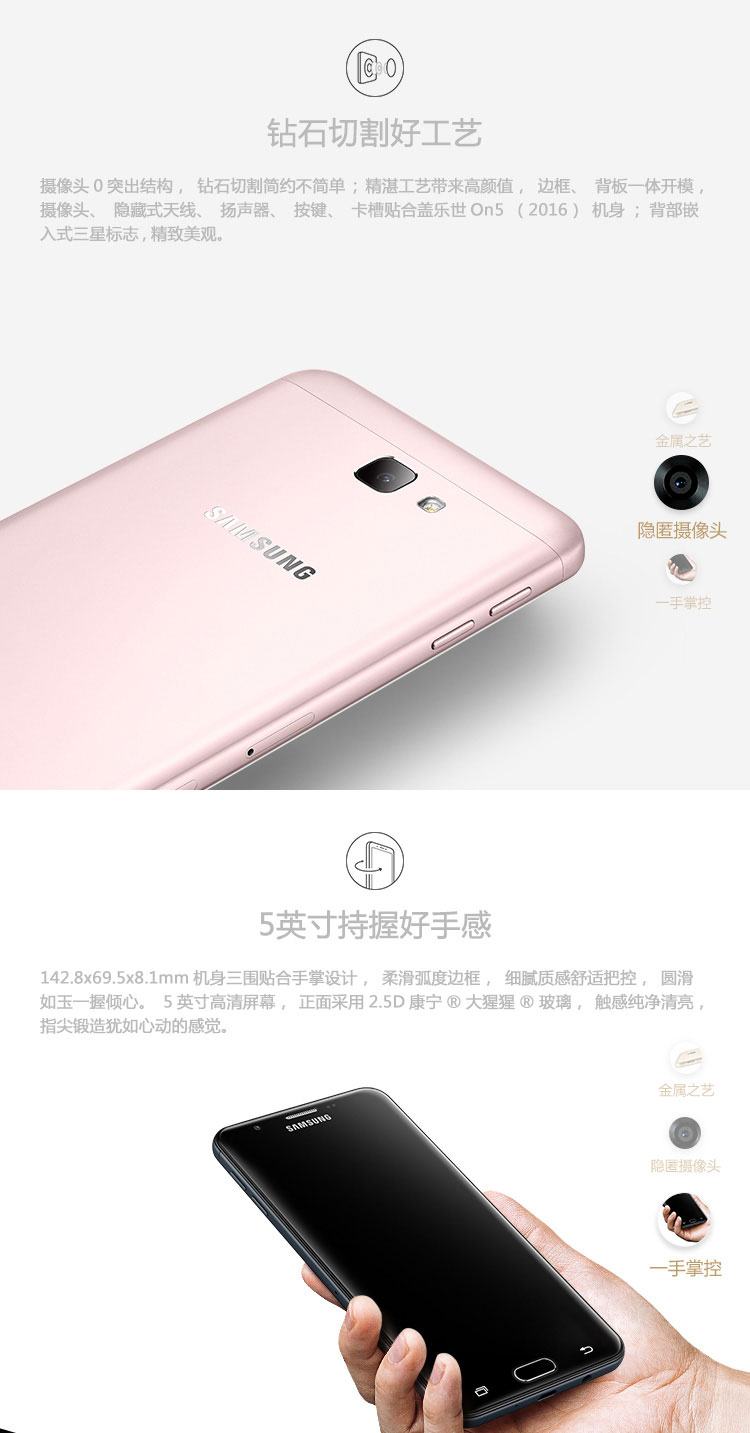 钻石切割好工艺
摄像头 0 突出结构， 钻石切割简约不简单；精湛工艺带来高颜值， 边框、 背板一体开模，
摄像头、 隐藏式天线、 扬声器、 按键、 卡槽贴合盖乐世 On5 （2016） 机身；背部嵌
入式三星标志，精致美观。
金属之艺
SAMSUNG
隐匿摄像头
一手掌控
5英寸持握好手感
142.8x69.5x8.1mm 机身三围贴合手掌设计， 柔滑弧度边框， 细腻质感舒适把控， 圆滑
如玉一握倾心。 5 英寸高清屏幕， 正面采用 2.5D 康宁 ® 大猩猩 ® 玻璃， 触感纯净清亮，
指尖锻造犹如心动的感觉。
金属之艺
SAMSUNG
隐匿摄像头
一手掌控